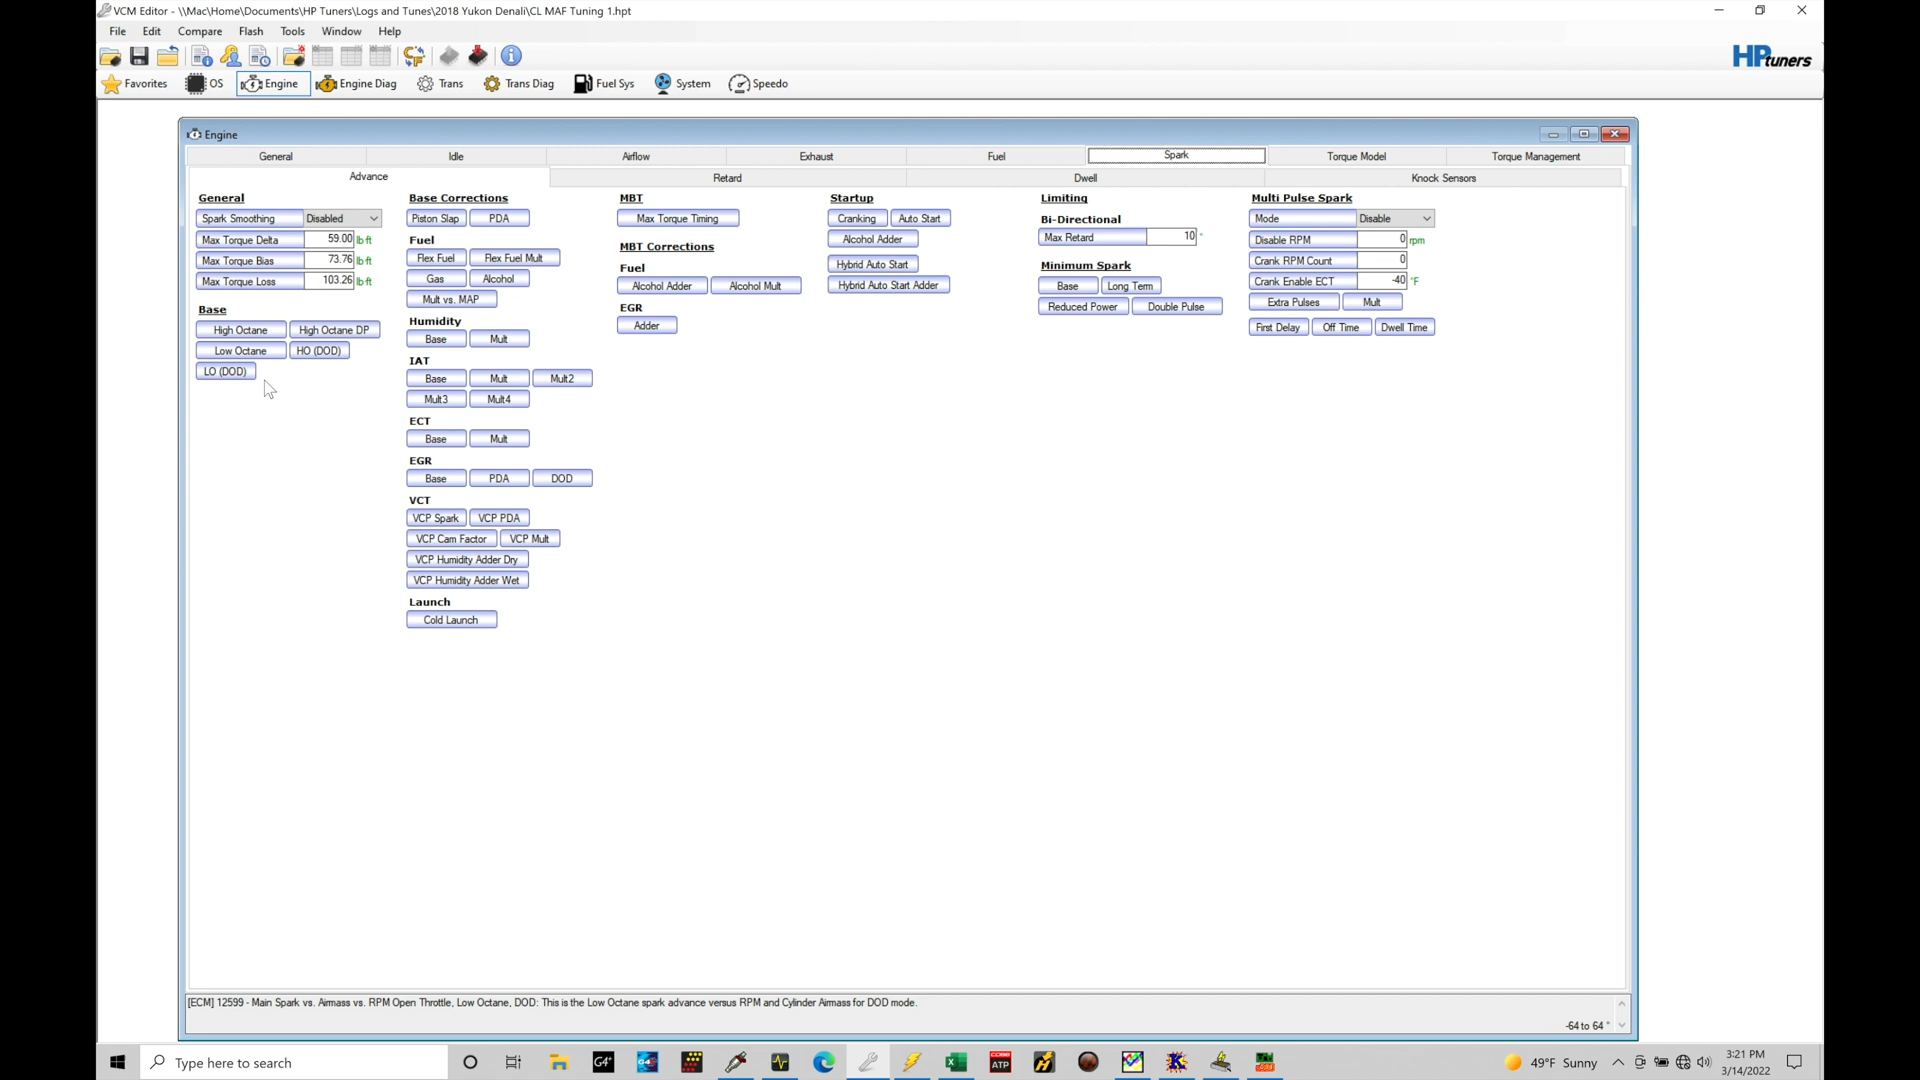 VCM Editor - \\Mac\Home\Documents\HP Tuners\Logs and Tunes\2018 Yukon Denali\CL MAF Tuning 1.hpt
File Edit Compare Flash Tools Window Help
HPtuners
Favorites OS Engine Engine Diag Trans Trans Diag Fuel Sys System Speedo
Engine
General Idle Airflow Exhaust Fuel Spark Torque Model Torque Management
Advance Retard Dwell Knock Sensors
General
Spark Smoothing Disabled
Max Torque Delta 59.00 lb·ft
Max Torque Bias 73.76 lb·ft
Max Torque Loss 103.26 lb·ft
Base
High Octane High Octane DP
Low Octane HO (DOD)
LO (DOD)
Base Corrections
Piston Slap PDA
Fuel
Flex Fuel Flex Fuel Mult
Gas Alcohol
Mult vs. MAP
Humidity
Base Mult
IAT
Base Mult Mult2
Mult3 Mult4
ECT
Base Mult
EGR
Base PDA DOD
VCT
VCP Spark VCP PDA
VCP Cam Factor VCP Mult
VCP Humidity Adder Dry
VCP Humidity Adder Wet
Launch
Cold Launch
MBT
Max Torque Timing
MBT Corrections
Fuel
Alcohol Adder Alcohol Mult
EGR
Adder
Startup
Cranking Auto Start
Alcohol Adder
Hybrid Auto Start
Hybrid Auto Start Adder
Limiting
Bi-Directional
Max Retard 10 °
Minimum Spark
Base Long Term
Reduced Power Double Pulse
Multi Pulse Spark
Mode Disable
Disable RPM 0 rpm
Crank RPM Count 0
Crank Enable ECT -40 °F
Extra Pulses Mult
First Delay Off Time Dwell Time
[ECM] 12599 - Main Spark vs. Airmass vs. RPM Open Throttle, Low Octane, DOD: This is the Low Octane spark advance versus RPM and Cylinder Airmass for DOD mode.
-64 to 64 °
Type here to search
G4+
COBB
ATP
49°F Sunny
3:21 PM
3/14/2022